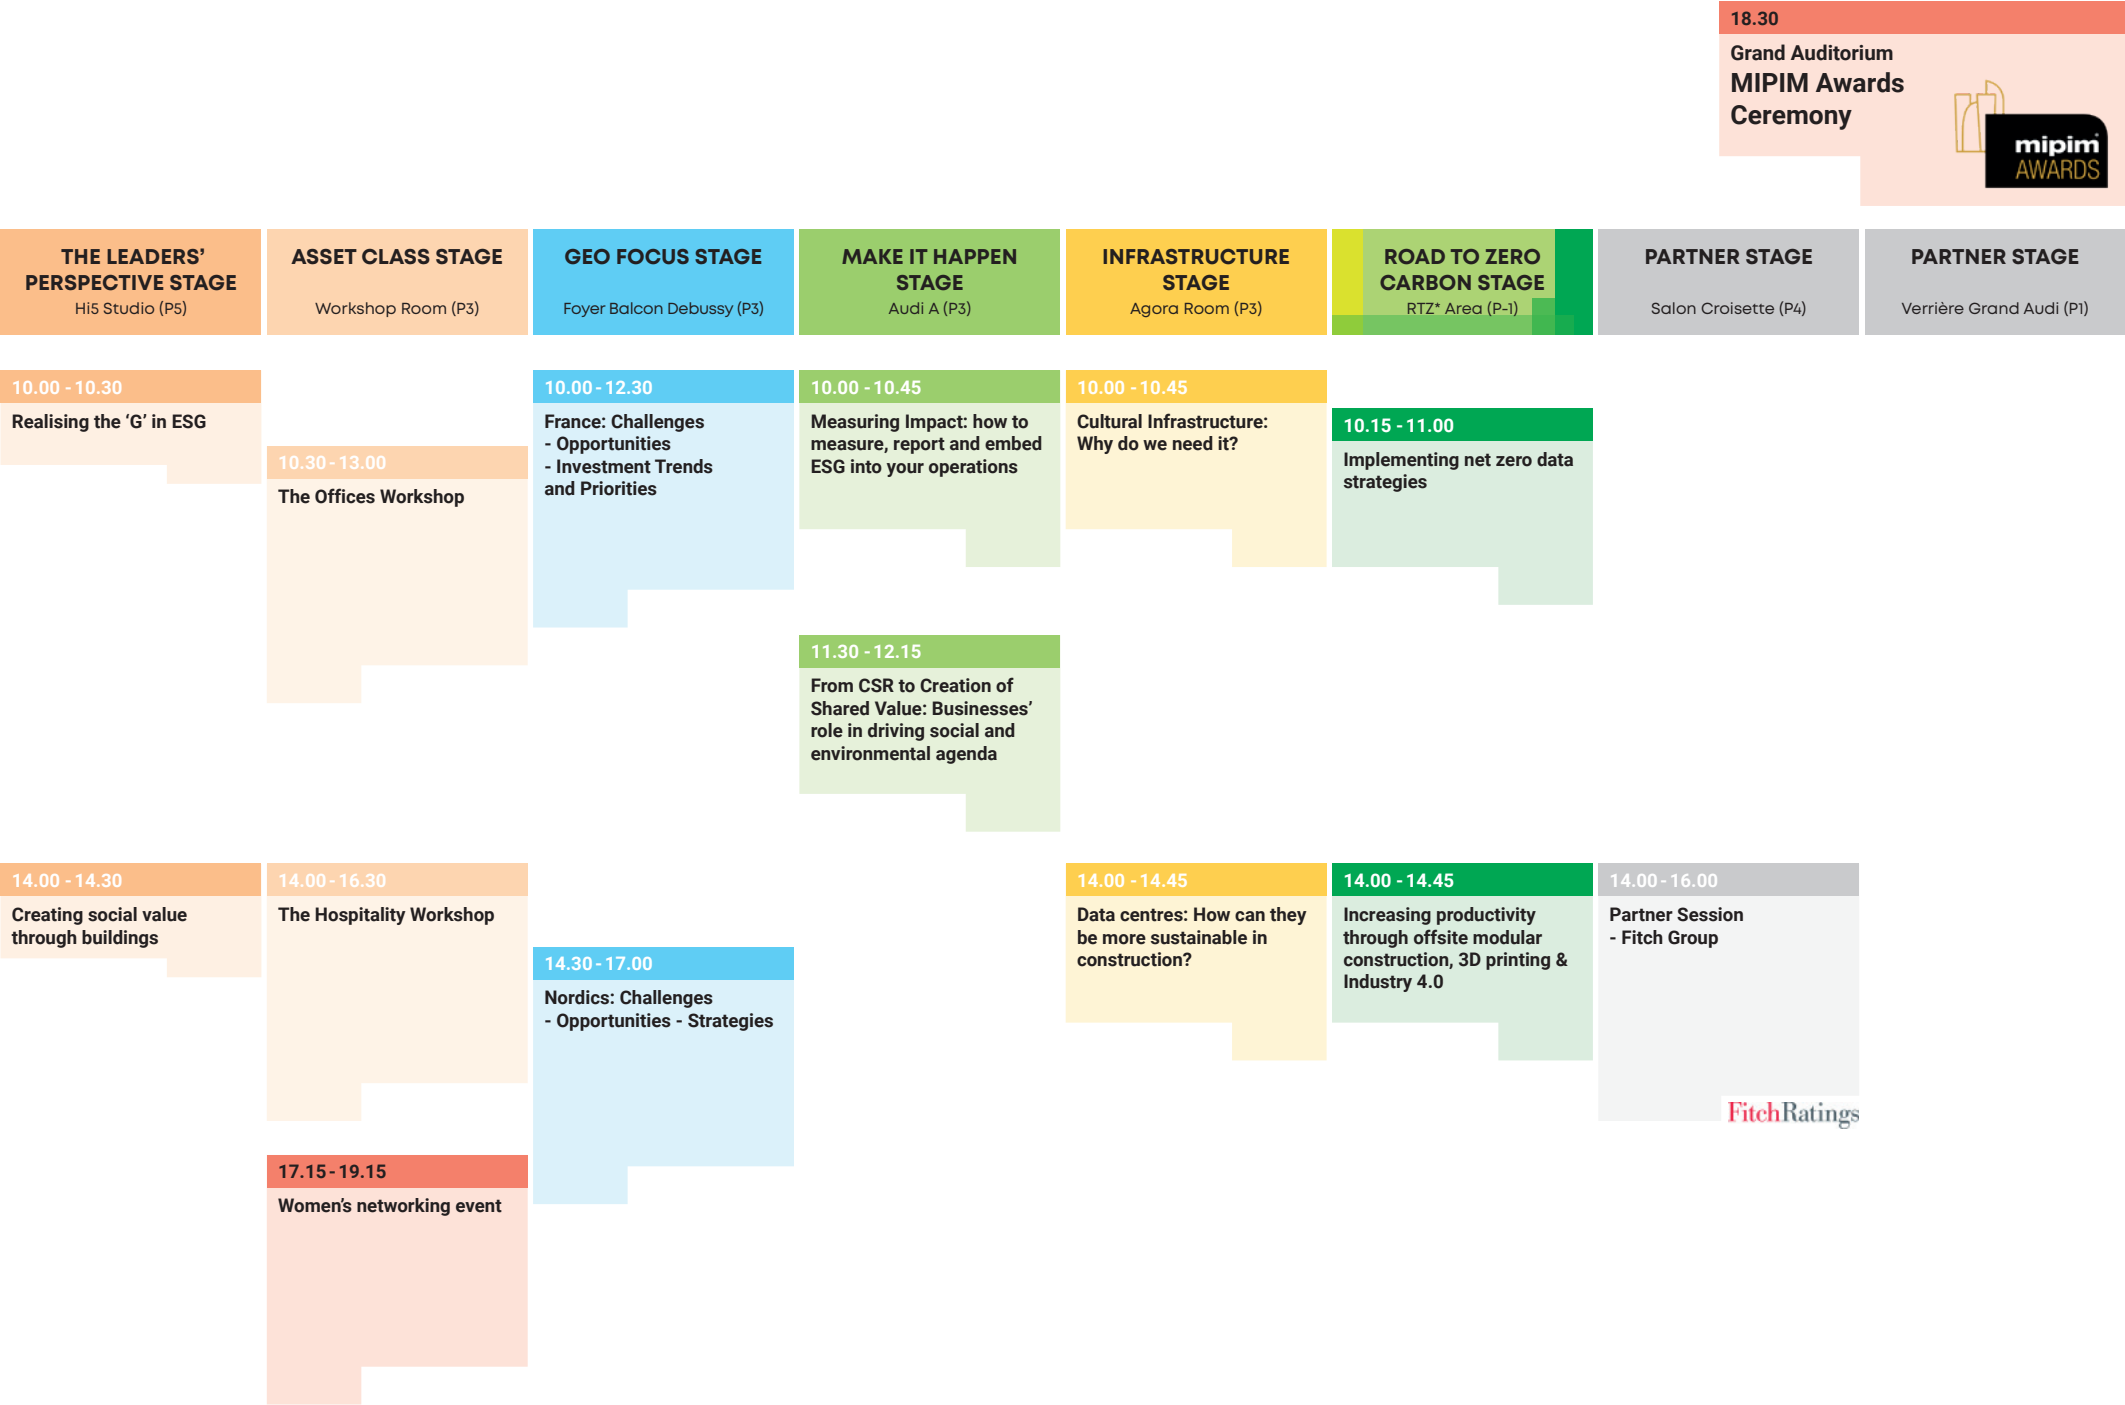 18.30
Grand Auditorium
MIPIM Awards
Ceremony
mipim
AWARDS
THE LEADERS’
PERSPECTIVE STAGE
Hi5 Studio (P5)
ASSET CLASS STAGE
Workshop Room (P3)
GEO FOCUS STAGE
Foyer Balcon Debussy (P3)
MAKE IT HAPPEN
STAGE
Audi A (P3)
INFRASTRUCTURE
STAGE
Agora Room (P3)
ROAD TO ZERO
CARBON STAGE
RTZ* Area (P-1)
PARTNER STAGE
Salon Croisette (P4)
PARTNER STAGE
Verrière Grand Audi (P1)
10.00 - 10.30
Realising the ‘G’ in ESG
10.30 - 13.00
The Offices Workshop
10.00 - 12.30
France: Challenges
- Opportunities
- Investment Trends
and Priorities
10.00 - 10.45
Measuring Impact: how to
measure, report and embed
ESG into your operations
10.00 - 10.45
Cultural Infrastructure:
Why do we need it?
10.15 - 11.00
Implementing net zero data
strategies
11.30 - 12.15
From CSR to Creation of
Shared Value: Businesses’
role in driving social and
environmental agenda
14.00 - 14.30
Creating social value
through buildings
14.00 - 16.30
The Hospitality Workshop
14.30 - 17.00
Nordics: Challenges
- Opportunities - Strategies
14.00 - 14.45
Data centres: How can they
be more sustainable in
construction?
14.00 - 14.45
Increasing productivity
through offsite modular
construction, 3D printing &
Industry 4.0
14.00 - 16.00
Partner Session
- Fitch Group
FitchRatings
17.15 - 19.15
Women’s networking event